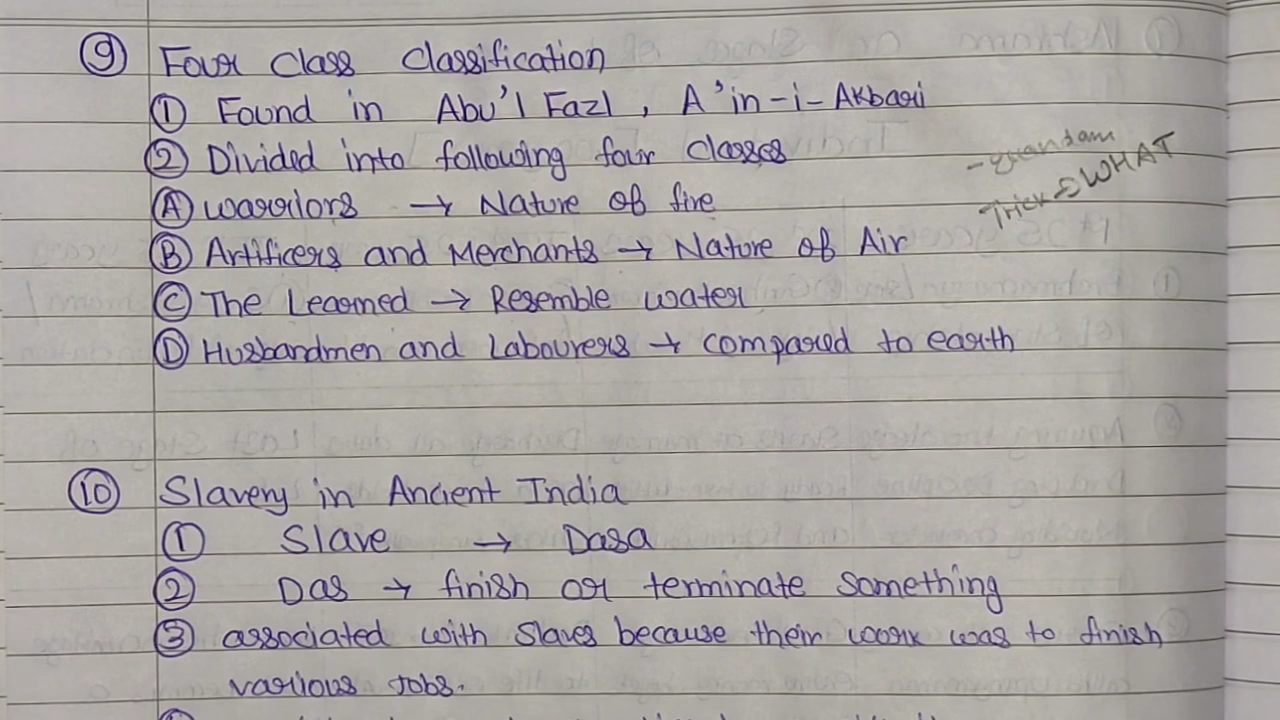 9 Four Class Classification
1 Found in Abu'l Fazl, A'in-i-Akbari
2 Divided into following four classes
- grandam
Trick → WHAT
A Warriors → Nature of fire
B Artificers and Merchants → Nature of Air
C The Learned → Resemble water
D Husbandmen and Labourers → compared to earth
10 Slavery in Ancient India
1 Slave → Dasa
2 Das → finish or terminate something
3 associated with slaves because their work was to finish
various jobs.